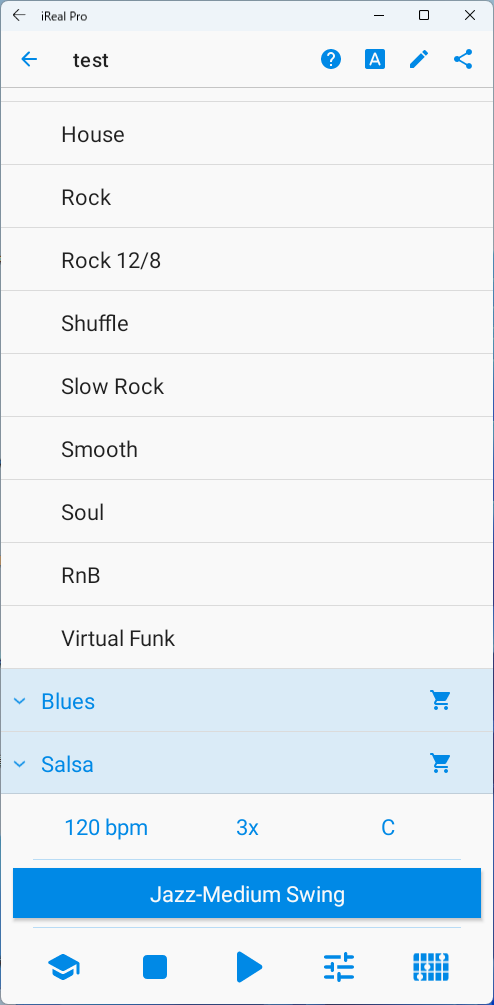 iReal Pro
test
A
House
Rock
Rock 12/8
Shuffle
Slow Rock
Smooth
Soul
RnB
Virtual Funk
Blues
Salsa
120 bpm 3x C
Jazz-Medium Swing